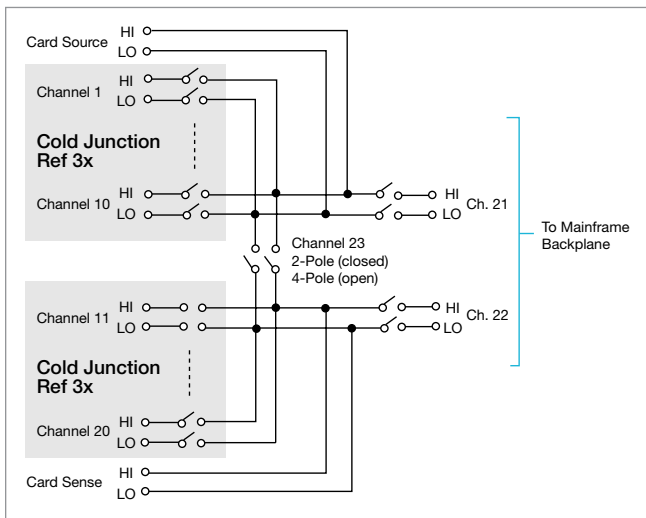 Card Source
HI
LO
Channel 1
HI
LO
Cold Junction
Ref 3x
Channel 10
HI
LO
HI
LO
Ch. 21
To Mainframe
Backplane
Channel 23
2-Pole (closed)
4-Pole (open)
Channel 11
HI
LO
HI
LO
Ch. 22
Cold Junction
Ref 3x
Channel 20
HI
LO
Card Sense
HI
LO